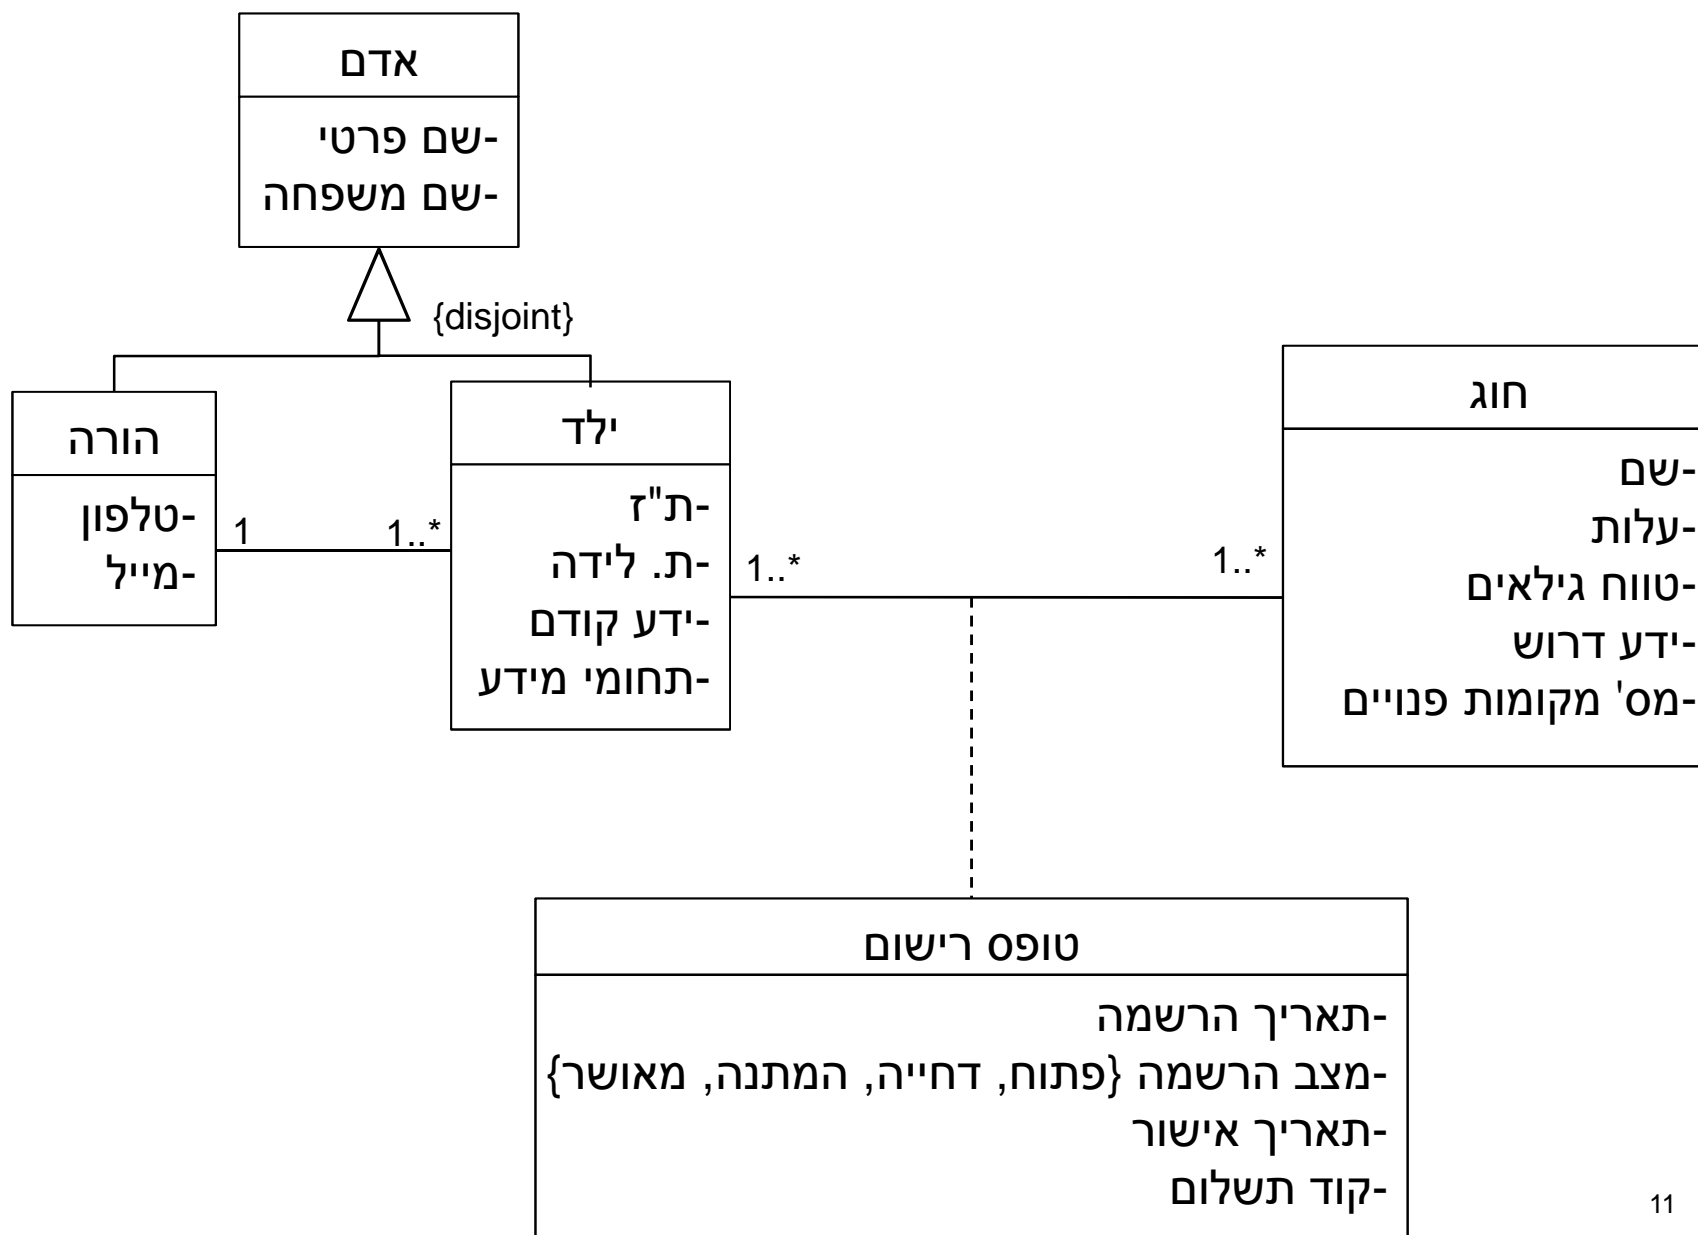 אדם
-שם פרטי
-שם משפחה
{disjoint}
הורה
-טלפון
-מייל
1
1..*
ילד
-ת"ז
-ת. לידה
-ידע קודם
-תחומי מידע
1..*
1..*
חוג
-שם
-עלות
-טווח גילאים
-ידע דרוש
-מס' מקומות פנויים
טופס רישום
-תאריך הרשמה
-מצב הרשמה {פתוח, דחייה, המתנה, מאושר}
-תאריך אישור
-קוד תשלום
11